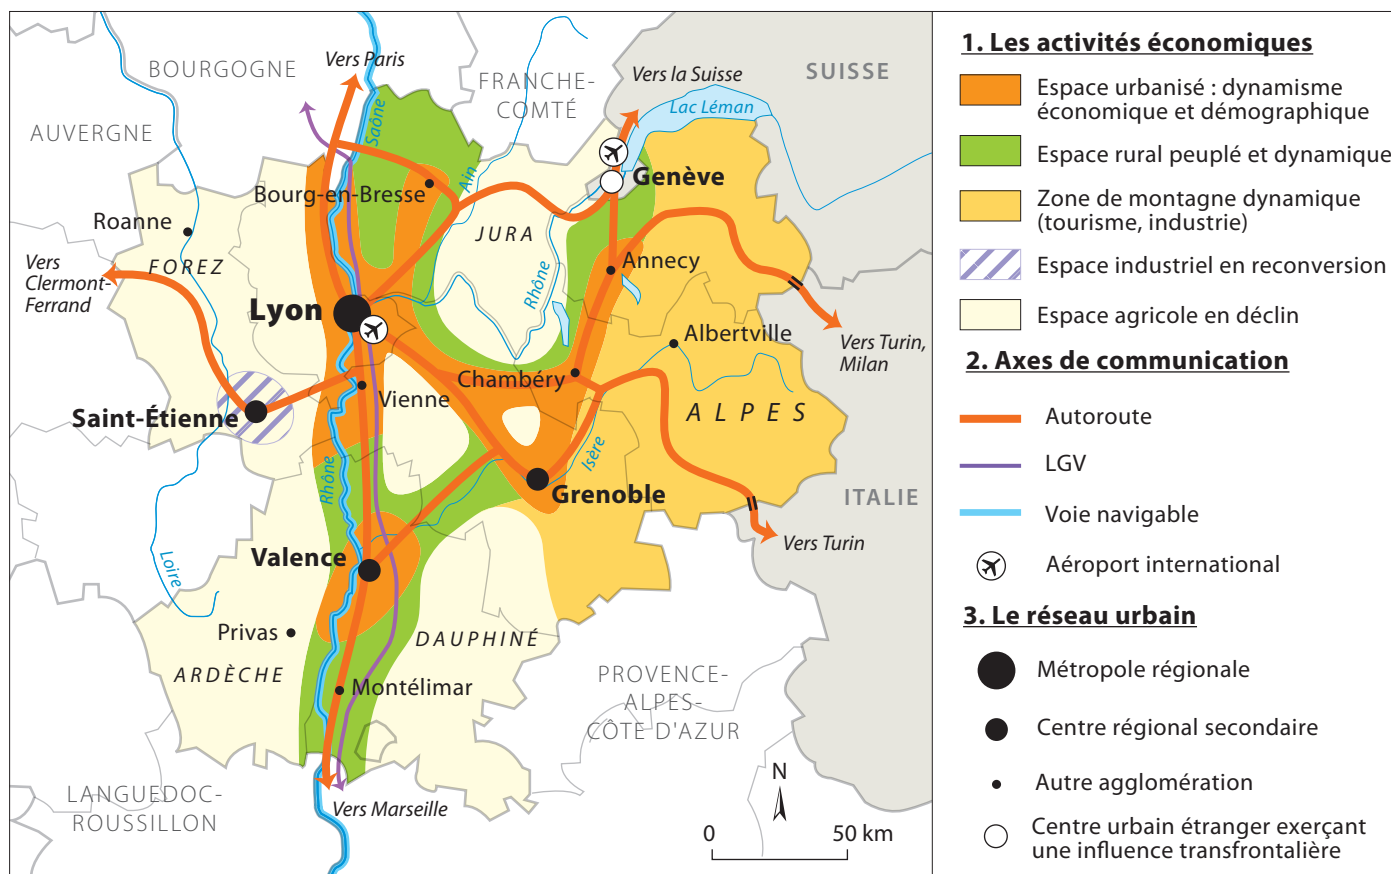 BOURGOGNE
Vers Paris
FRANCHE-
COMTÉ
Vers la Suisse
SUISSE
AUVERGNE
Saône
Lac Léman
Ain
Bourg-en-Bresse
Genève
Roanne
FOREZ
JURA
Vers
Clermont-
Ferrand
Rhône
Annecy
Lyon
Albertville
Vers Turin,
Milan
Chambéry
Vienne
ALPES
Saint-Étienne
Isère
Rhône
Grenoble
ITALIE
Vers Turin
Loire
Valence
Privas
DAUPHINÉ
ARDÈCHE
Montélimar
PROVENCE-
ALPES-
CÔTE D'AZUR
LANGUEDOC-
ROUSSILLON
Vers Marseille
N
0 50 km
1. Les activités économiques
Espace urbanisé : dynamisme
économique et démographique
Espace rural peuplé et dynamique
Zone de montagne dynamique
(tourisme, industrie)
Espace industriel en reconversion
Espace agricole en déclin
2. Axes de communication
Autoroute
LGV
Voie navigable
Aéroport international
3. Le réseau urbain
Métropole régionale
Centre régional secondaire
Autre agglomération
Centre urbain étranger exerçant
une influence transfrontalière